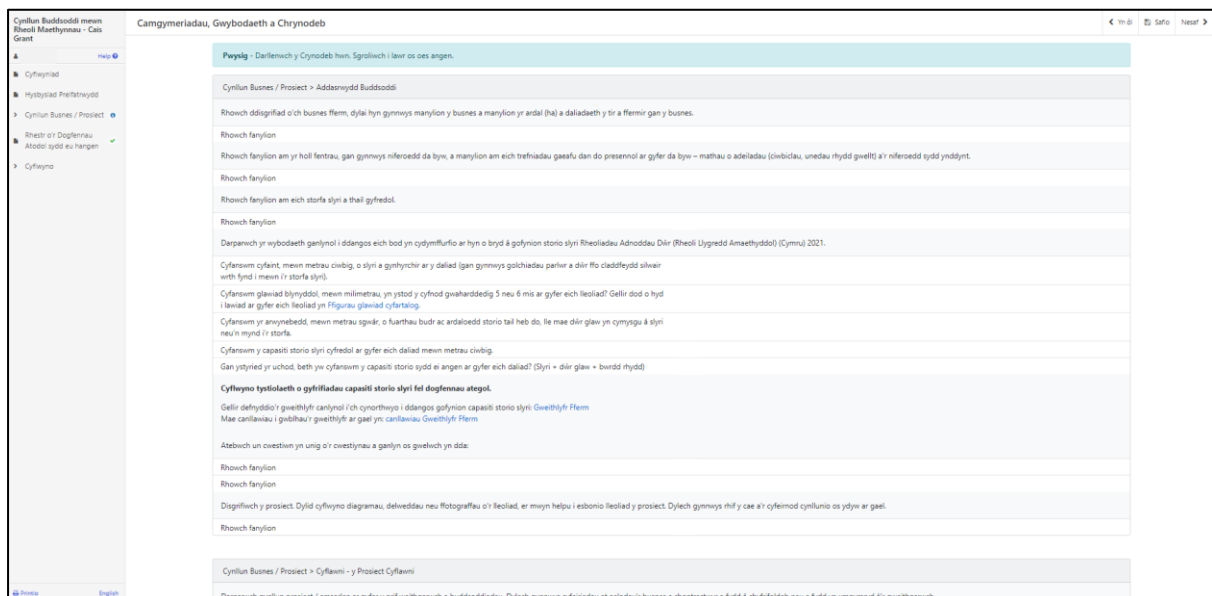 Cynllun Buddsoddi mewn
Rheoli Maethynnau - Cais
Grant
Camgymeriadau, Gwybodaeth a Chrynodeb
Yn ôl
Safio
Nesaf
Help
Cyflwyniad
Hysbysiad Preifatrwydd
Cynllun Busnes / Prosiect
Rhestr o'r Dogfennau
Atodol sydd eu hangen
Cyflwyno
Pwysig - Darllenwch y Crynodeb hwn. Sgroliwch i lawr os oes angen.
Cynllun Busnes / Prosiect > Addasrwydd Buddsoddi
Rhowch ddisgrifiad o'ch busnes fferm, dylai hyn gynnwys manylion y busnes a manylion yr ardal (ha) a daliadaeth y tir a ffermir gan y busnes.
Rhowch fanylion
Rhowch fanylion am yr holl fentrau, gan gynnwys niferoedd da byw, a manylion am eich trefniadau gaeafu dan do presennol ar gyfer da byw – mathau o adeiladau (ciwbiclau, unedau rhydd gwellt) a'r niferoedd sydd ynddynt.
Rhowch fanylion
Rhowch fanylion am eich storfa slyri a thail gyfredol.
Rhowch fanylion
Darparwch yr wybodaeth ganlynol i ddangos eich bod yn cydymffurfio ar hyn o bryd â gofynion storio slyri Rheoliadau Adnoddau Dŵr (Rheoli Llygredd Amaethyddol) (Cymru) 2021.
Cyfanswm cyfaint, mewn metrau ciwbig, o slyri a gynhyrchir ar y daliad (gan gynnwys golchiadau parlwr a dŵr ffo claddfeydd silwair
wrth fynd i mewn i'r storfa slyri).
Cyfanswm glawiad blynyddol, mewn milimetrau, yn ystod y cyfnod gwaharddedig 5 neu 6 mis ar gyfer eich lleoliad? Gellir dod o hyd
i lawiad ar gyfer eich lleoliad yn Ffigurau glawiad cyfartalog.
Cyfanswm yr arwynebedd, mewn metrau sgwâr, o fuarthau budr ac ardaloedd storio tail heb do, lle mae dŵr glaw yn cymysgu â slyri
neu'n mynd i'r storfa.
Cyfanswm y capasiti storio slyri cyfredol ar gyfer eich daliad mewn metrau ciwbig.
Gan ystyried yr uchod, beth yw cyfanswm y capasiti storio sydd ei angen ar gyfer eich daliad? (Slyri + dŵr glaw + bwrdd rhydd)
Cyflwyno tystiolaeth o gyfrifiadau capasiti storio slyri fel dogfennau ategol.
Gellir defnyddio'r gweithlyfr canlynol i'ch cynorthwyo i ddangos gofynion capasiti storio slyri: Gweithlyfr Fferm
Mae canllawiau i gwblhau'r gweithlyfr ar gael yn: canllawiau Gweithlyfr Fferm
Atebwch un cwestiwn yn unig o'r cwestiynau a ganlyn os gwelwch yn dda:
Rhowch fanylion
Rhowch fanylion
Disgrifiwch y prosiect. Dylid cyflwyno diagramau, delweddau neu ffotograffau o'r lleoliad, er mwyn helpu i esbonio lleoliad y prosiect. Dylech gynnwys rhif y cae a'r cyfeirnod cynllunio os ydyw ar gael.
Rhowch fanylion
Cynllun Busnes / Prosiect > Cyflawni - y Prosiect Cyflawni
Printio
English